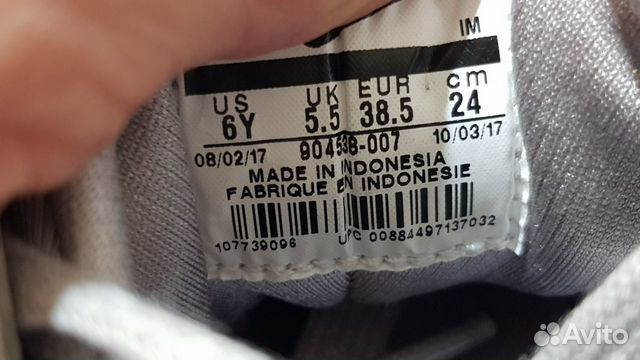 IM
US UK EUR cm
6Y 5.5 38.5 24
08/02/17 904538-007 10/03/17
MADE IN INDONESIA
FABRIQUE EN INDONESIE
107739096 UPC 00884497137032
Avito